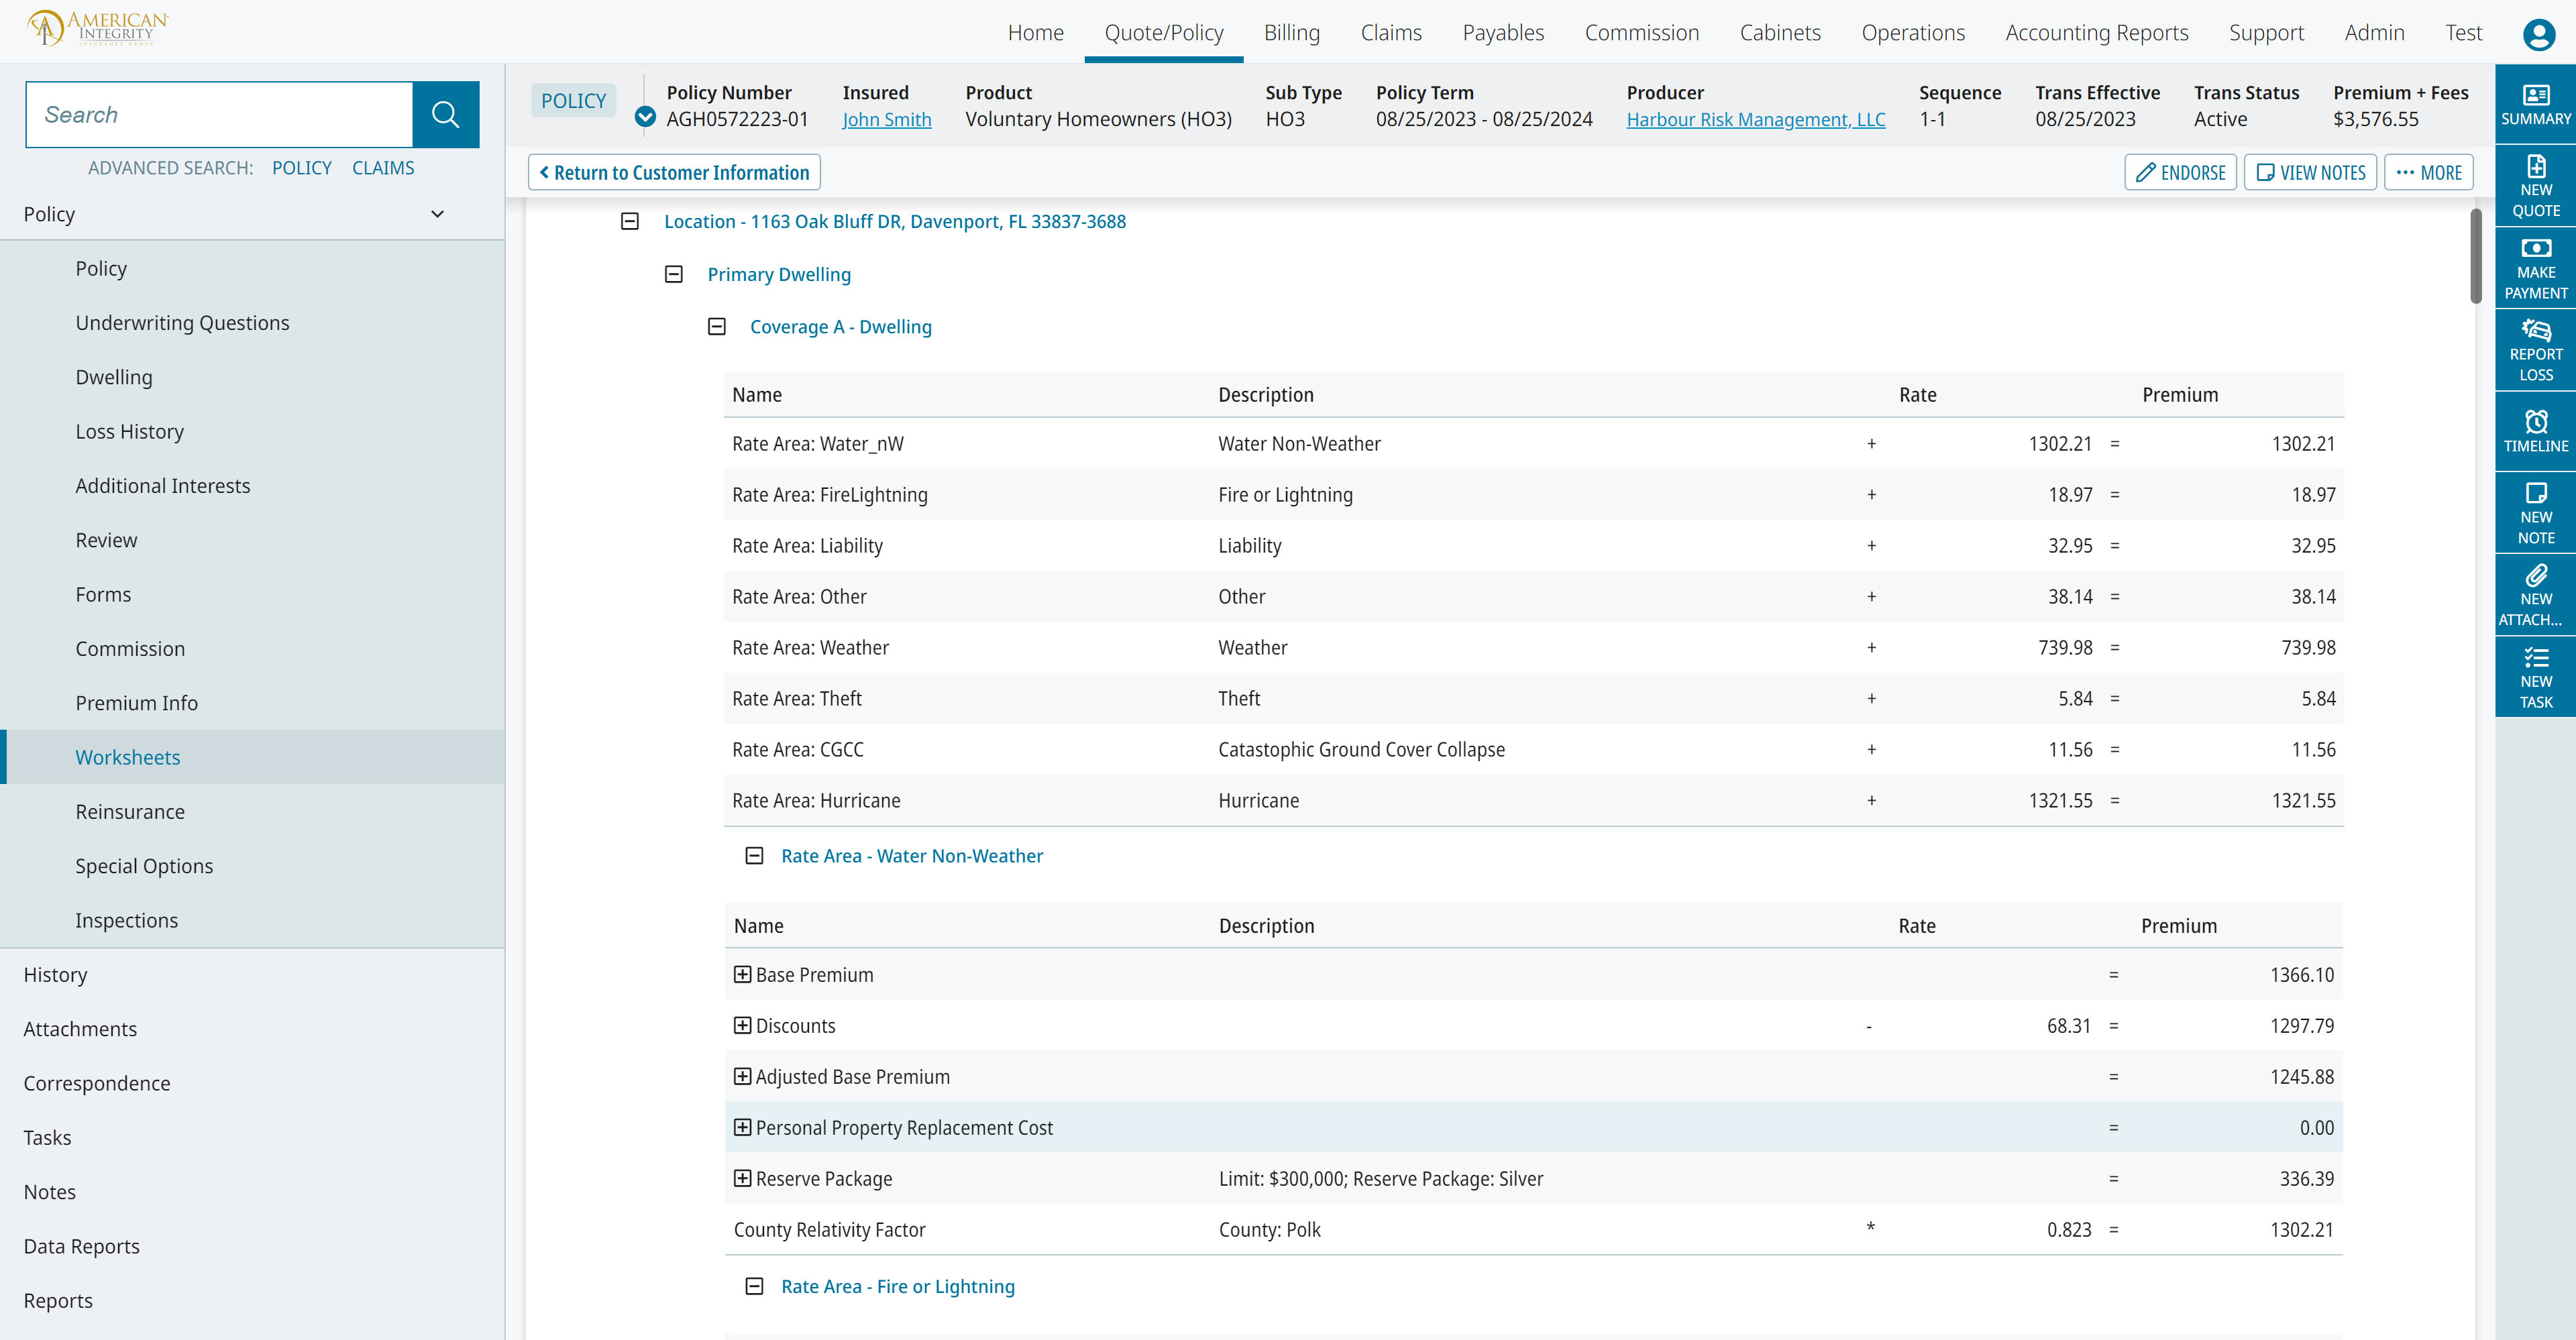 AMERICAN
INTEGRITY
INSURANCE GROUP
Home Quote/Policy Billing Claims Payables Commission Cabinets Operations Accounting Reports Support Admin Test
Search
ADVANCED SEARCH: POLICY CLAIMS
Policy
Policy
Underwriting Questions
Dwelling
Loss History
Additional Interests
Review
Forms
Commission
Premium Info
Worksheets
Reinsurance
Special Options
Inspections
History
Attachments
Correspondence
Tasks
Notes
Data Reports
Reports
POLICY
Policy Number Insured Product Sub Type Policy Term Producer Sequence Trans Effective Trans Status Premium + Fees
AGH0572223-01 John Smith Voluntary Homeowners (HO3) HO3 08/25/2023 - 08/25/2024 Harbour Risk Management, LLC 1-1 08/25/2023 Active $3,576.55
Return to Customer Information
ENDORSE VIEW NOTES ··· MORE
Location - 1163 Oak Bluff DR, Davenport, FL 33837-3688
Primary Dwelling
Coverage A - Dwelling
Name Description Rate Premium
Rate Area: Water_nW Water Non-Weather + 1302.21 = 1302.21
Rate Area: FireLightning Fire or Lightning + 18.97 = 18.97
Rate Area: Liability Liability + 32.95 = 32.95
Rate Area: Other Other + 38.14 = 38.14
Rate Area: Weather Weather + 739.98 = 739.98
Rate Area: Theft Theft + 5.84 = 5.84
Rate Area: CGCC Catastophic Ground Cover Collapse + 11.56 = 11.56
Rate Area: Hurricane Hurricane + 1321.55 = 1321.55
Rate Area - Water Non-Weather
Name Description Rate Premium
Base Premium = 1366.10
Discounts - 68.31 = 1297.79
Adjusted Base Premium = 1245.88
Personal Property Replacement Cost = 0.00
Reserve Package Limit: $300,000; Reserve Package: Silver = 336.39
County Relativity Factor County: Polk * 0.823 = 1302.21
Rate Area - Fire or Lightning
SUMMARY
NEW
QUOTE
MAKE
PAYMENT
REPORT
LOSS
TIMELINE
NEW
NOTE
NEW
ATTACH...
NEW
TASK